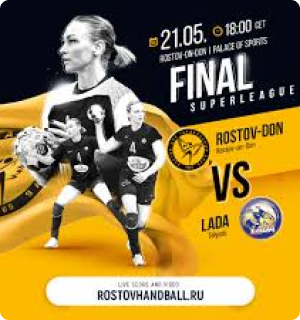 21.05. 18:00 CET
ROSTOV-ON-DON | PALACE OF SPORTS
FINAL
SUPERLEAGUE
ROSTOV-DON
Rostov-on-Don
VS
LADA
Tolyatti
LIVE SCORE AND VIDEO
ROSTOVHANDBALL.RU